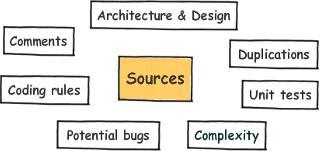 Architecture & Design
Comments
Duplications
Sources
Coding rules
Unit tests
Potential bugs
Complexity